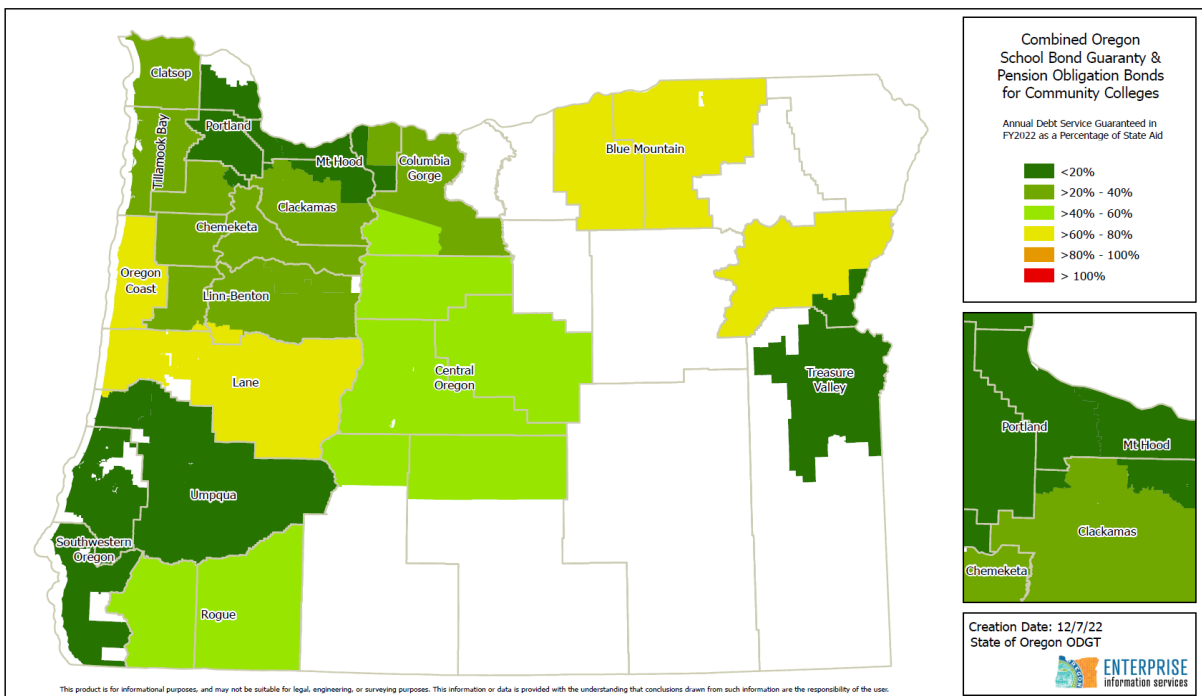 Clatsop
Tillamook Bay
Portland
Mt Hood
Columbia
Gorge
Clackamas
Chemeketa
Oregon
Coast
Linn-Benton
Lane
Central
Oregon
Blue Mountain
Treasure
Valley
Umpqua
Southwestern
Oregon
Rogue
This product is for informational purposes, and may not be suitable for legal, engineering, or surveying purposes. This information or data is provided with the understanding that conclusions drawn from such information are the responsibility of the user.
Combined Oregon
School Bond Guaranty &
Pension Obligation Bonds
for Community Colleges
Annual Debt Service Guaranteed in
FY2022 as a Percentage of State Aid
<20%
>20% - 40%
>40% - 60%
>60% - 80%
>80% - 100%
> 100%
Portland
Mt Hood
Clackamas
Chemeketa
Creation Date: 12/7/22
State of Oregon ODGT
ENTERPRISE
information services